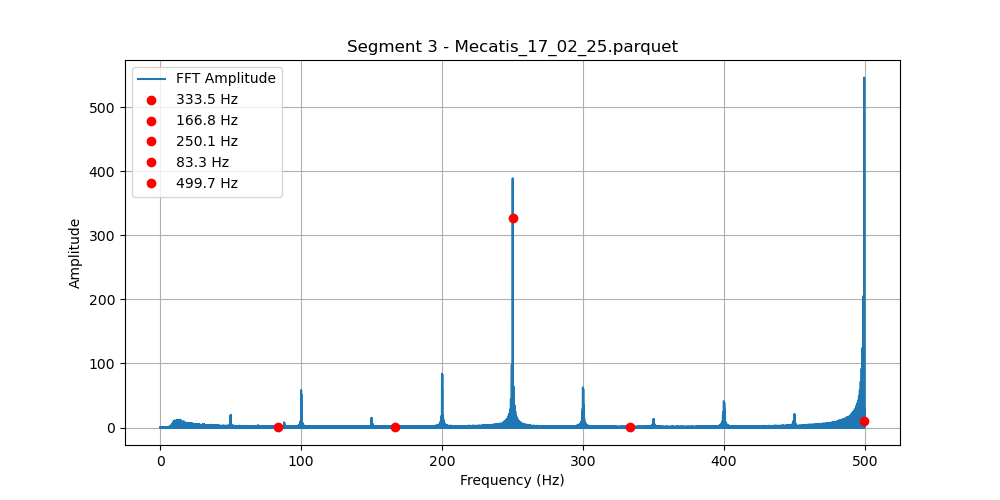 Segment 3 - Mecatis_17_02_25.parquet
FFT Amplitude
333.5 Hz
166.8 Hz
250.1 Hz
83.3 Hz
499.7 Hz
Amplitude
500
400
300
200
100
0
0 100 200 300 400 500
Frequency (Hz)